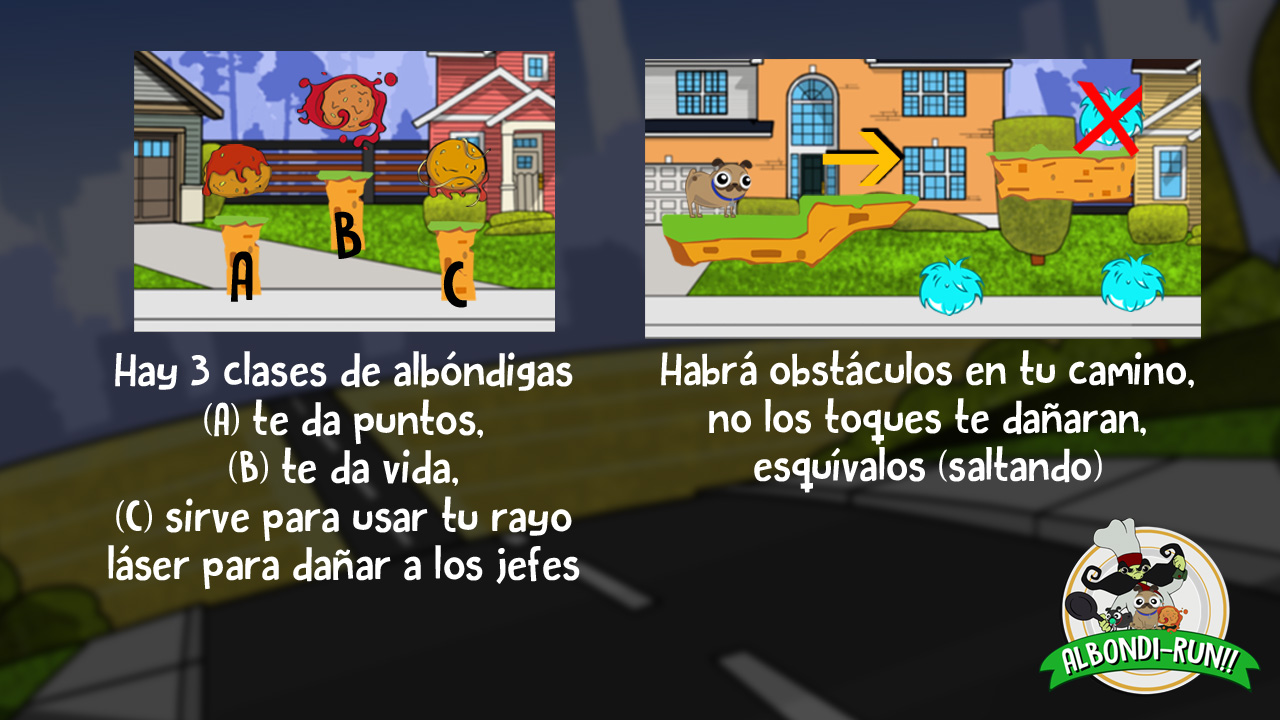 A
B
C
Hay 3 clases de albóndigas
(A) te da puntos,
(B) te da vida,
(C) sirve para usar tu rayo
láser para dañar a los jefes
Habrá obstáculos en tu camino,
no los toques te dañaran,
esquívalos (saltando)
ALBONDI-RUN!!